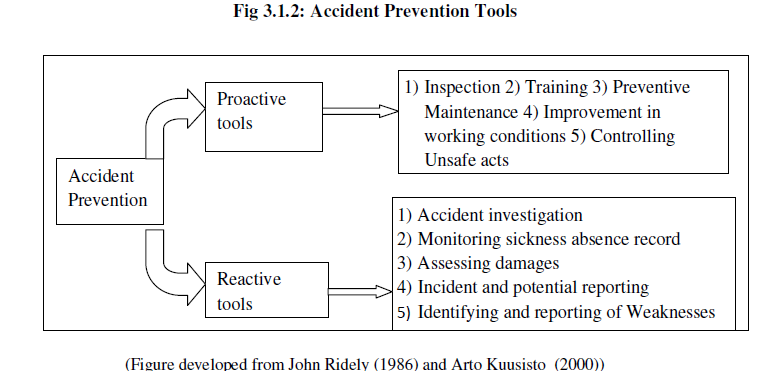 Fig 3.1.2: Accident Prevention Tools
Proactive
tools
1) Inspection 2) Training 3) Preventive
Maintenance 4) Improvement in
working conditions 5) Controlling
Unsafe acts
Accident
Prevention
Reactive
tools
1) Accident investigation
2) Monitoring sickness absence record
3) Assessing damages
4) Incident and potential reporting
5) Identifying and reporting of Weaknesses
(Figure developed from John Ridely (1986) and Arto Kuusisto (2000))